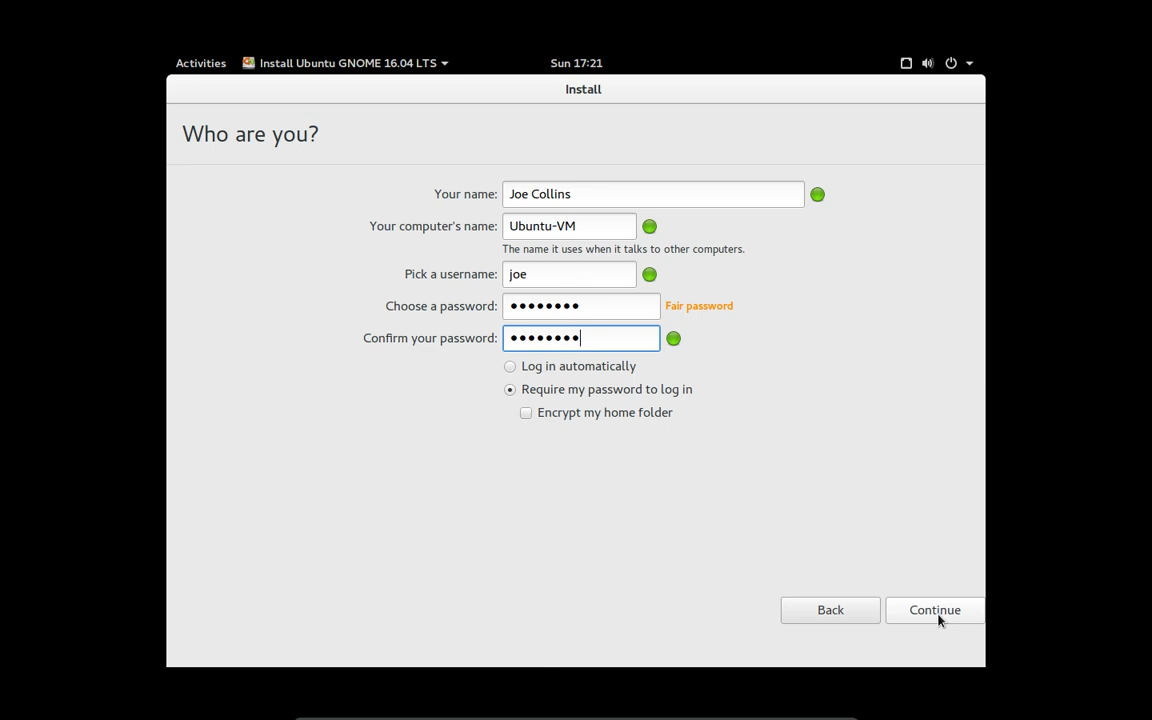 Activities Install Ubuntu GNOME 16.04 LTS Sun 17:21
Install
Who are you?
Your name: Joe Collins
Your computer's name: Ubuntu-VM
The name it uses when it talks to other computers.
Pick a username: joe
Choose a password: ●●●●●●●● Fair password
Confirm your password: ●●●●●●●●
Log in automatically
Require my password to log in
Encrypt my home folder
Back Continue